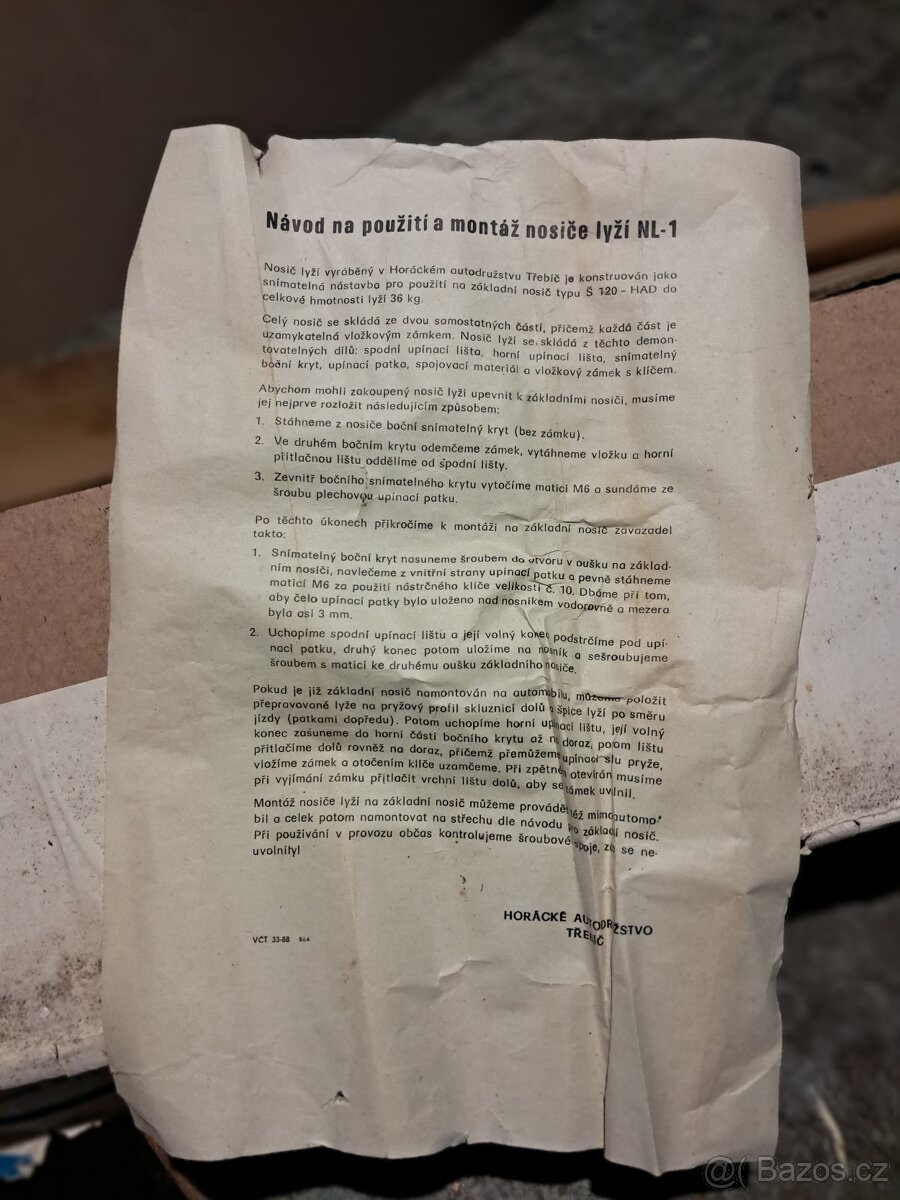 Návod na použití a montáž nosiče lyží NL-1
Nosič lyží vyráběný v Horáckém autodružstvu Třebíč je konstruován jako
snímatelná nástavba pro použití na základní nosič typu Š 120 – HAD do
celkové hmotnosti lyží 36 kg.
Celý nosič se skládá ze dvou samostatných částí, přičemž každá část je
uzamykatelná vložkovým zámkem. Nosič lyží se skládá z těchto demon-
tovatelných dílů: spodní upínací lišta, horní upínací lišta, snímatelný
boční kryt, upínací patka, spojovací materiál a vložkový zámek s klíčem.
Abychom mohli zakoupený nosič lyží upevnit k základními nosiči, musíme
jej nejprve rozložit následujícím způsobem:
1. Stáhneme z nosiče boční snímatelný kryt (bez zámku).
2. Ve druhém bočním krytu odemčeme zámek, vytáhneme vložku a horní
přítlačnou lištu oddělíme od spodní lišty.
3. Zevnitř bočního snímatelného krytu vytočíme matici M6 a sundáme ze
šroubu plechovou upínací patku.
Po těchto úkonech přikročíme k montáži na základní nosič zavazadel
takto:
1. Snímatelný boční kryt nasuneme šroubem do otvoru v oušku na základ-
ním nosiči, navlečeme z vnitřní strany upínací patku a pevně stáhneme
maticí M6 za použití nástrčného klíče velikosti č. 10. Dbáme při tom,
aby čelo upínací patky bylo uloženo nad nosníkem vodorovně a mezera
byla asi 3 mm.
2. Uchopíme spodní upínací lištu a její volný konec podstrčíme pod upí-
nací patku, druhý konec potom uložíme na nosník a sešroubujeme
šroubem s maticí ke druhému oušku základního nosiče.
Pokud je již základní nosič namontován na automobilu, můžeme položit
přepravované lyže na pryžový profil skluznicí dolů a špice lyží po směru
jízdy (patkami dopředu). Potom uchopíme horní upínací lištu, její volný
konec zasuneme do horní části bočního krytu až na doraz, potom lištu
přitlačíme dolů rovněž na doraz, přičemž přemůžeme upínací sílu pryže,
vložíme zámek a otočením klíče uzamčeme. Při zpětném otevírán musíme
při vyjímání zámku přitlačit vrchní lištu dolů, aby se zámek uvolnil.
Montáž nosiče lyží na základní nosič můžeme provádět též mimo automo-
bil a celek potom namontovat na střechu dle návodu pro základí nosič.
Při používání v provozu občas kontrolujeme šroubové spoje, zda se ne-
uvolnily!
HORÁCKÉ AUTODRUŽSTVO
TŘEBÍČ
VČT 33-88 464
@( Bazos.cz